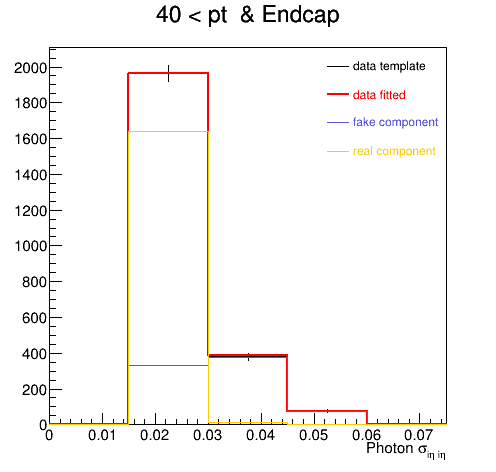 40 < pt & Endcap
data template
data fitted
fake component
real component
2000
1800
1600
1400
1200
1000
800
600
400
200
0
0 0.01 0.02 0.03 0.04 0.05 0.06 0.07
Photon σiη iη